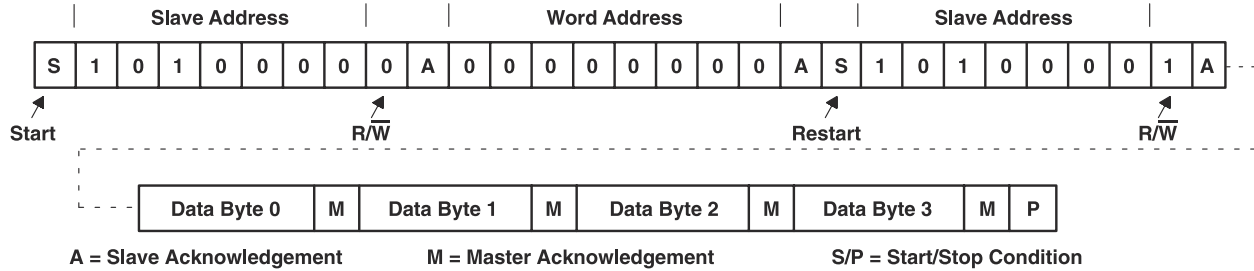 Slave Address Word Address Slave Address
S 1 0 1 0 0 0 0 0 A 0 0 0 0 0 0 0 0 A S 1 0 1 0 0 0 0 1 A
Start R/W Restart R/W
Data Byte 0 M Data Byte 1 M Data Byte 2 M Data Byte 3 M P
A = Slave Acknowledgement M = Master Acknowledgement S/P = Start/Stop Condition